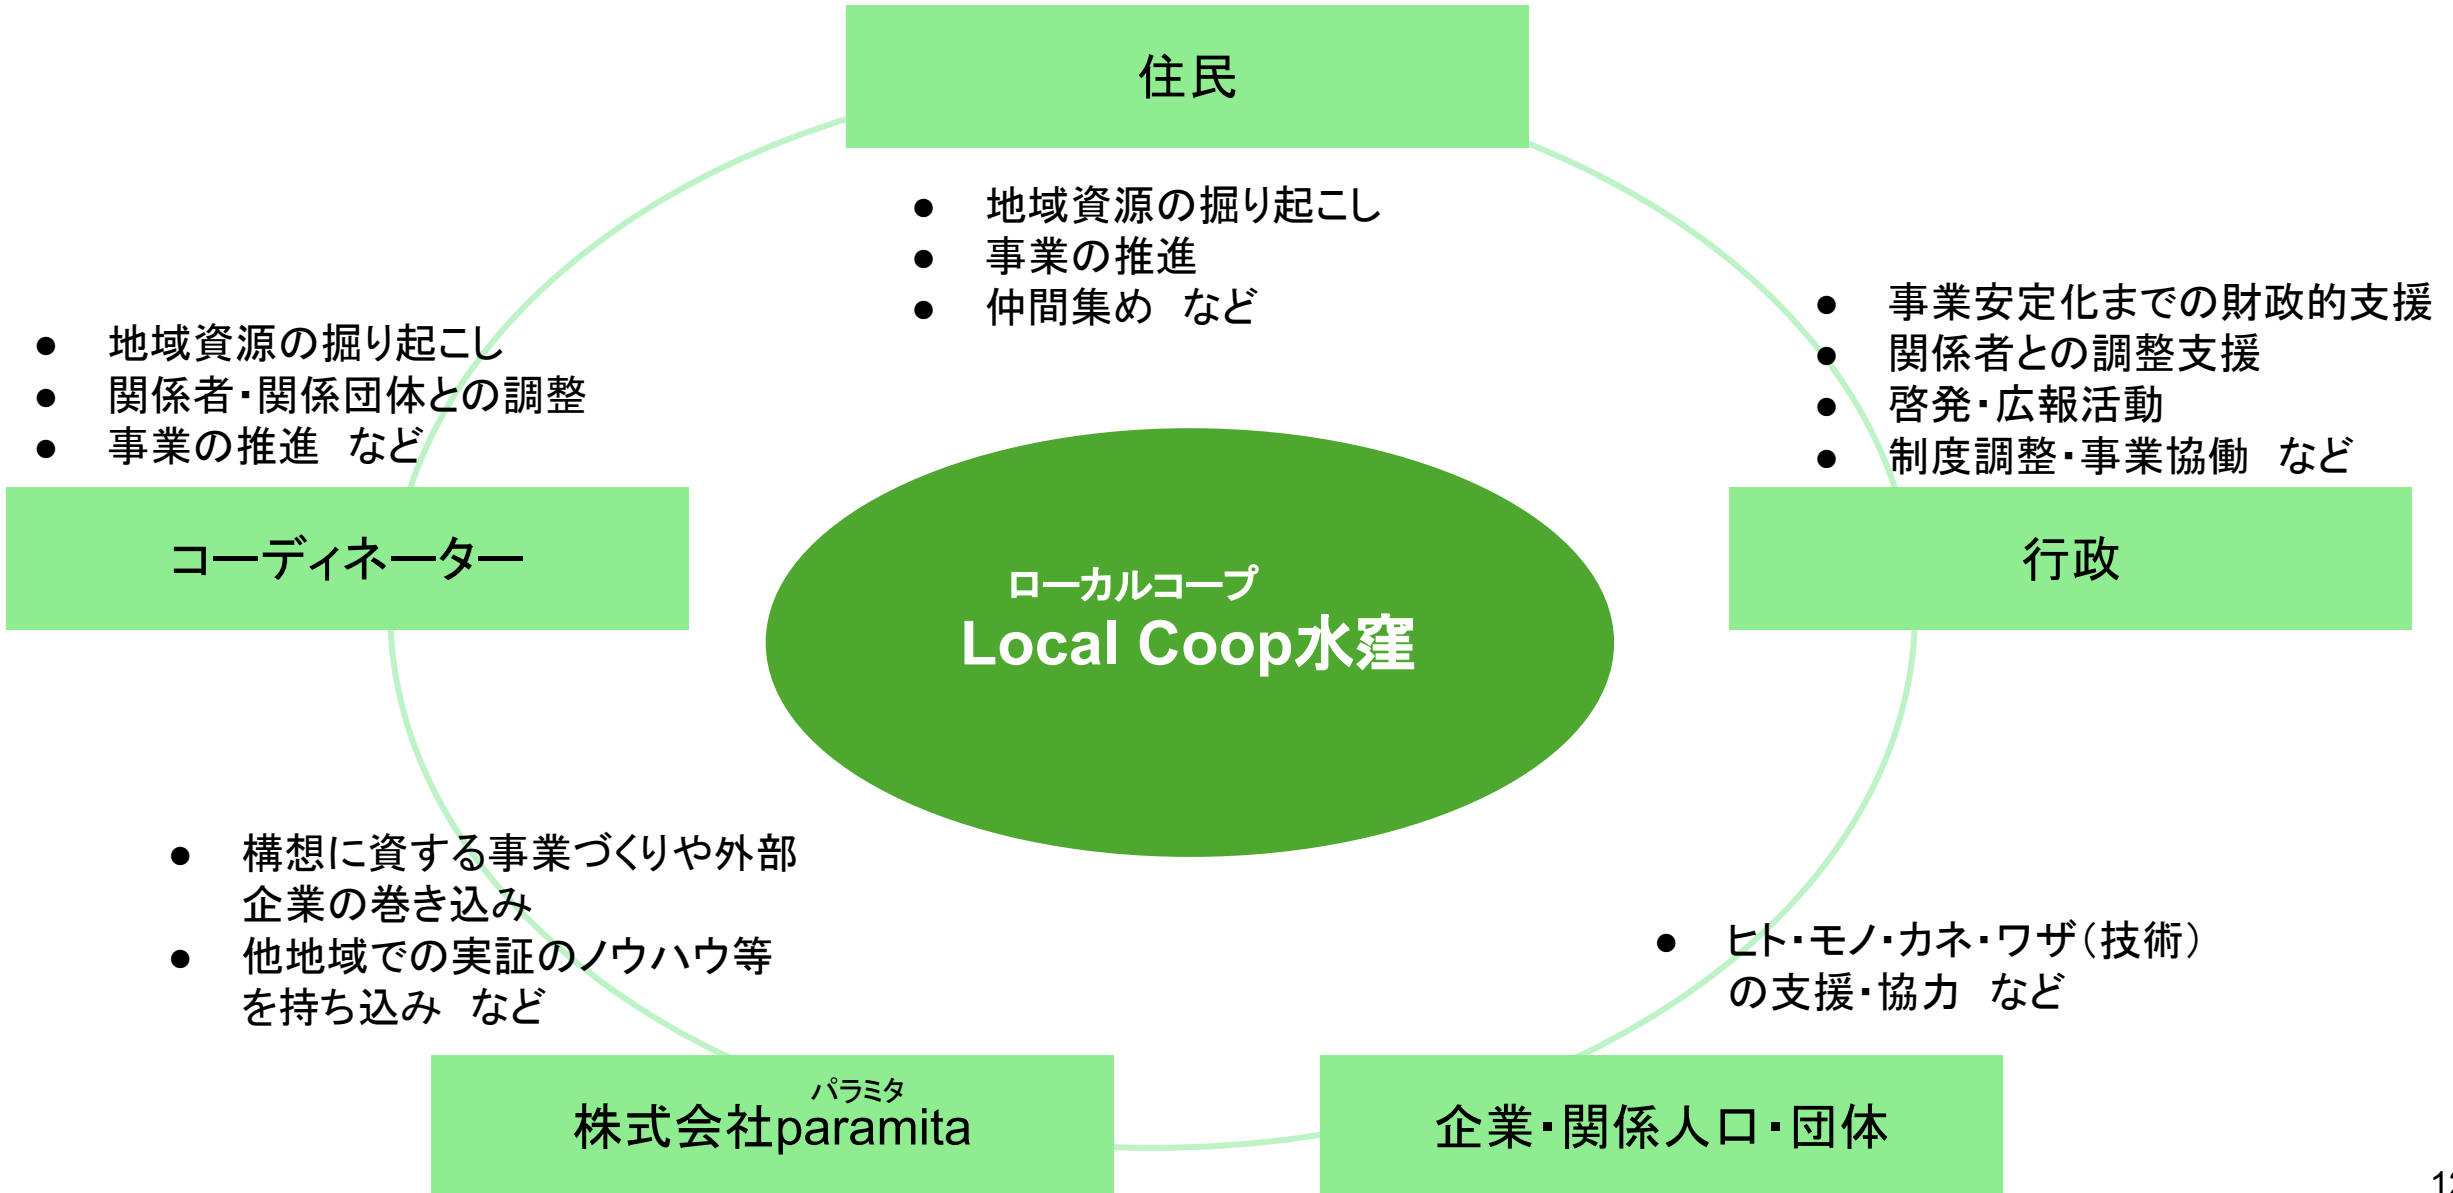 住民
● 地域資源の掘り起こし
● 事業の推進
● 仲間集め　など
● 事業安定化までの財政的支援
● 関係者との調整支援
● 啓発・広報活動
● 制度調整・事業協働　など
行政
● 地域資源の掘り起こし
● 関係者・関係団体との調整
● 事業の推進　など
コーディネーター
ローカルコープ
Local Coop水窪
● 構想に資する事業づくりや外部
企業の巻き込み
● 他地域での実証のノウハウ等
を持ち込み　など
パラミタ
株式会社paramita
● ヒト・モノ・カネ・ワザ（技術）
の支援・協力　など
企業・関係人口・団体